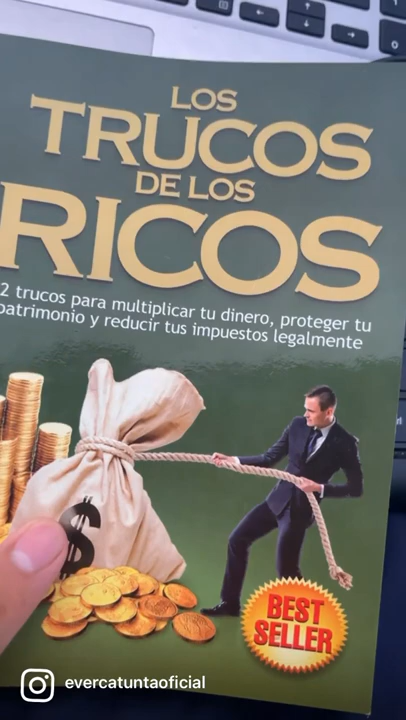 LOS
TRUCOS
DE LOS
RICOS
2 trucos para multiplicar tu dinero, proteger tu
patrimonio y reducir tus impuestos legalmente
$
BEST
SELLER
evercatuntaoficial